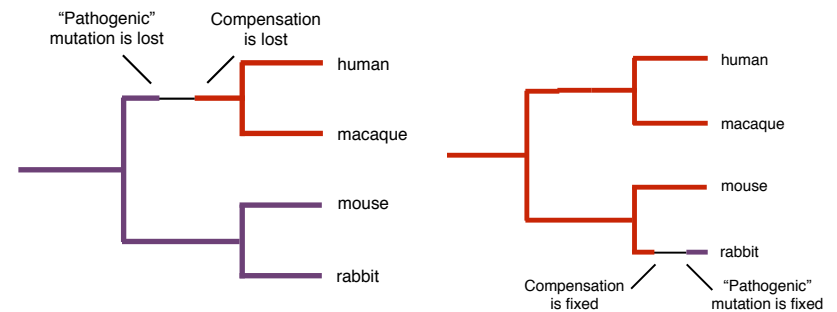 “Pathogenic”
mutation is lost
Compensation
is lost
human
macaque
mouse
rabbit
human
macaque
mouse
rabbit
Compensation
is fixed
“Pathogenic”
mutation is fixed